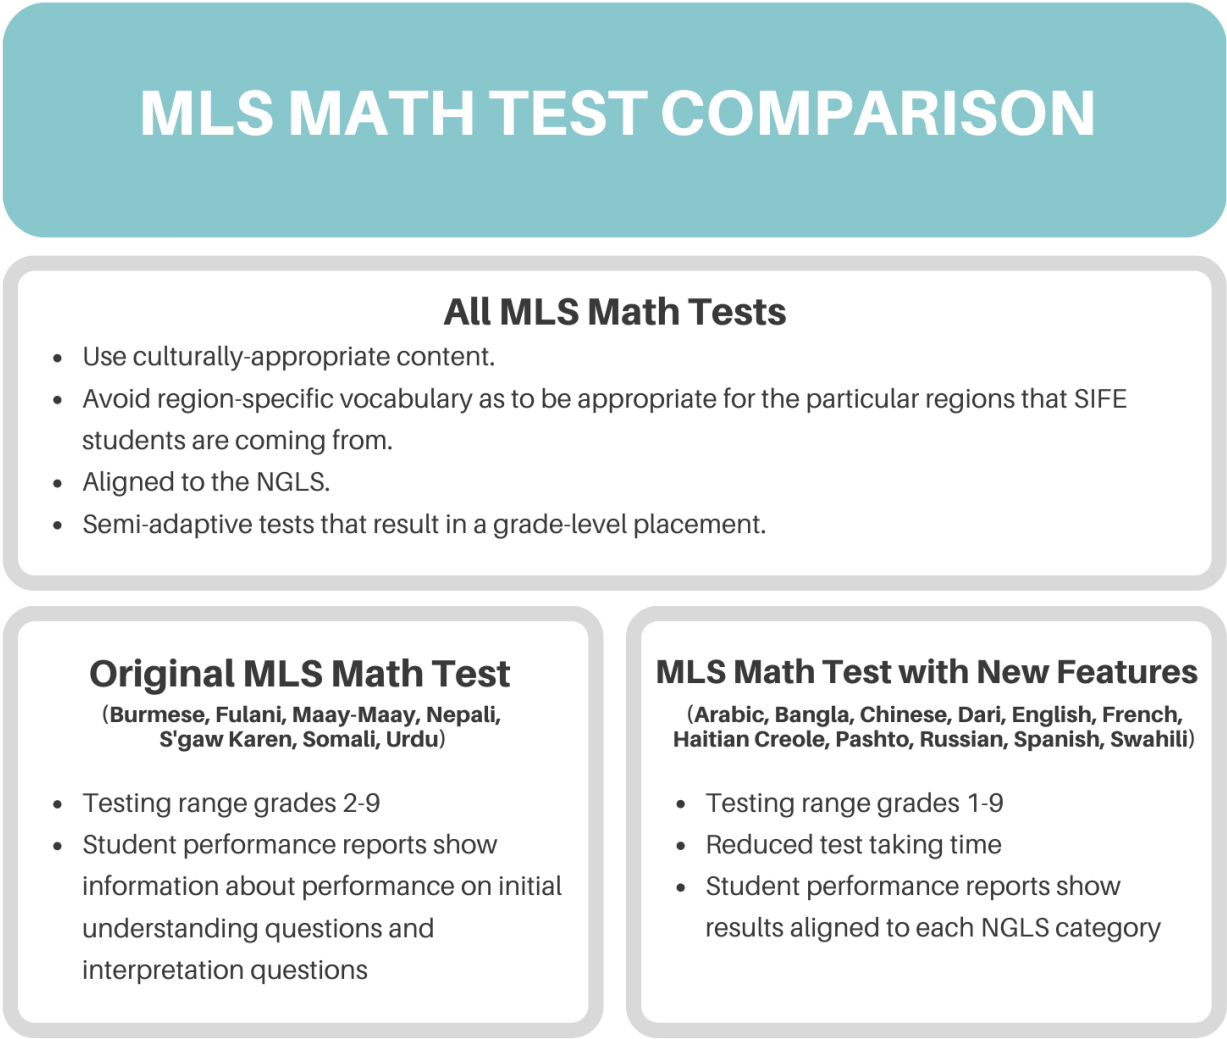 MLS MATH TEST COMPARISON
All MLS Math Tests
• Use culturally-appropriate content.
• Avoid region-specific vocabulary as to be appropriate for the particular regions that SIFE
students are coming from.
• Aligned to the NGLS.
• Semi-adaptive tests that result in a grade-level placement.
Original MLS Math Test
(Burmese, Fulani, Maay-Maay, Nepali,
S'gaw Karen, Somali, Urdu)
• Testing range grades 2-9
• Student performance reports show
information about performance on initial
understanding questions and
interpretation questions
MLS Math Test with New Features
(Arabic, Bangla, Chinese, Dari, English, French,
Haitian Creole, Pashto, Russian, Spanish, Swahili)
• Testing range grades 1-9
• Reduced test taking time
• Student performance reports show
results aligned to each NGLS category